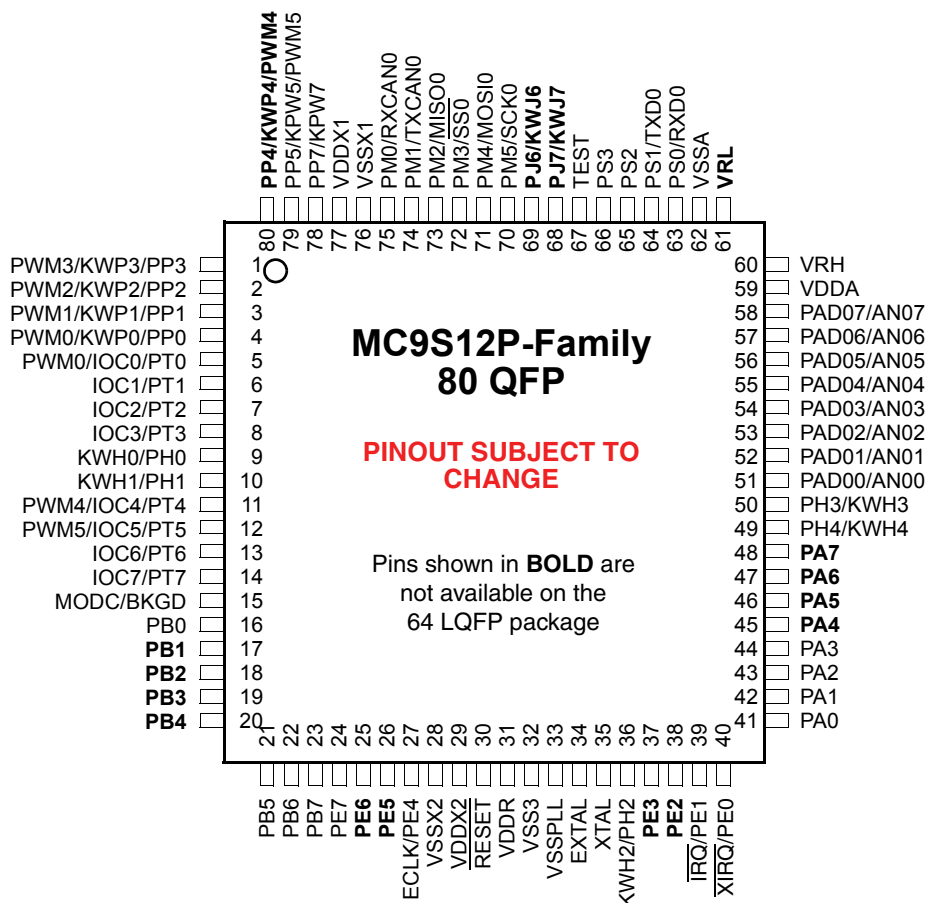 PP4/KWP4/PWM4
PP5/KPW5/PWM5
PP7/KPW7
VDDX1
VSSX1
PM0/RXCAN0
PM1/TXCAN0
PM2/MISO0
PM3/SS0
PM4/MOSI0
PM5/SCK0
PJ6/KWJ6
PJ7/KWJ7
TEST
PS3
PS2
PS1/TXD0
PS0/RXD0
VSSA
VRL
80
79
78
77
76
75
74
73
72
71
70
69
68
67
66
65
64
63
62
61
PWM3/KWP3/PP3 1
PWM2/KWP2/PP2 2
PWM1/KWP1/PP1 3
PWM0/KWP0/PP0 4
PWM0/IOC0/PT0 5
IOC1/PT1 6
IOC2/PT2 7
IOC3/PT3 8
KWH0/PH0 9
KWH1/PH1 10
PWM4/IOC4/PT4 11
PWM5/IOC5/PT5 12
IOC6/PT6 13
IOC7/PT7 14
MODC/BKGD 15
PB0 16
PB1 17
PB2 18
PB3 19
PB4 20
MC9S12P-Family
80 QFP
PINOUT SUBJECT TO
CHANGE
Pins shown in BOLD are
not available on the
64 LQFP package
60 VRH
59 VDDA
58 PAD07/AN07
57 PAD06/AN06
56 PAD05/AN05
55 PAD04/AN04
54 PAD03/AN03
53 PAD02/AN02
52 PAD01/AN01
51 PAD00/AN00
50 PH3/KWH3
49 PH4/KWH4
48 PA7
47 PA6
46 PA5
45 PA4
44 PA3
43 PA2
42 PA1
41 PA0
21
22
23
24
25
26
27
28
29
30
31
32
33
34
35
36
37
38
39
40
PB5
PB6
PB7
PE7
PE6
PE5
ECLK/PE4
VSSX2
VDDX2
RESET
VDDR
VSS3
VSSPLL
EXTAL
XTAL
KWH2/PH2
PE3
PE2
IRQ/PE1
XIRQ/PE0